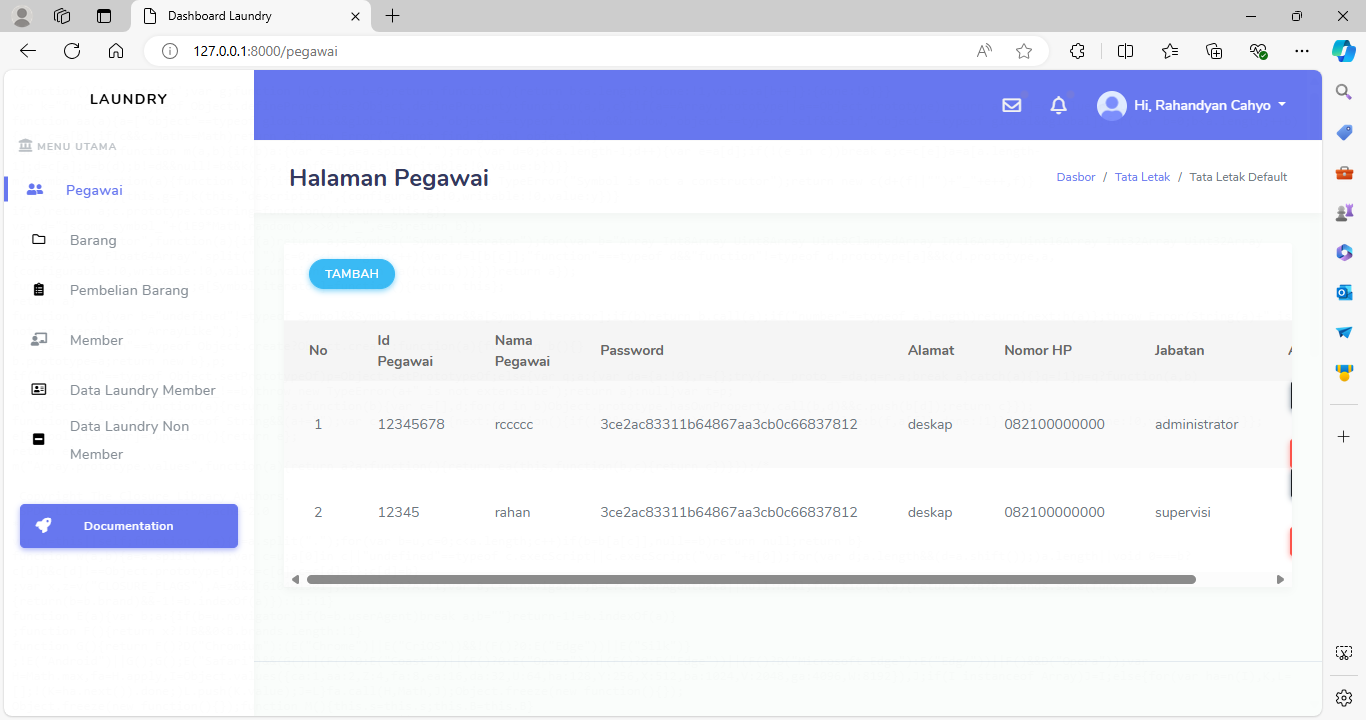 Dashboard Laundry
127.0.0.1:8000/pegawai
LAUNDRY
Hi, Rahandyan Cahyo
MENU UTAMA
Pegawai
Barang
Pembelian Barang
Member
Data Laundry Member
Data Laundry Non
Member
Documentation
Halaman Pegawai
Dasbor / Tata Letak / Tata Letak Default
TAMBAH
No Id Pegawai Nama Pegawai Password Alamat Nomor HP Jabatan
1 12345678 rccccc 3ce2ac83311b64867aa3cb0c66837812 deskap 082100000000 administrator
2 12345 rahan 3ce2ac83311b64867aa3cb0c66837812 deskap 082100000000 supervisi